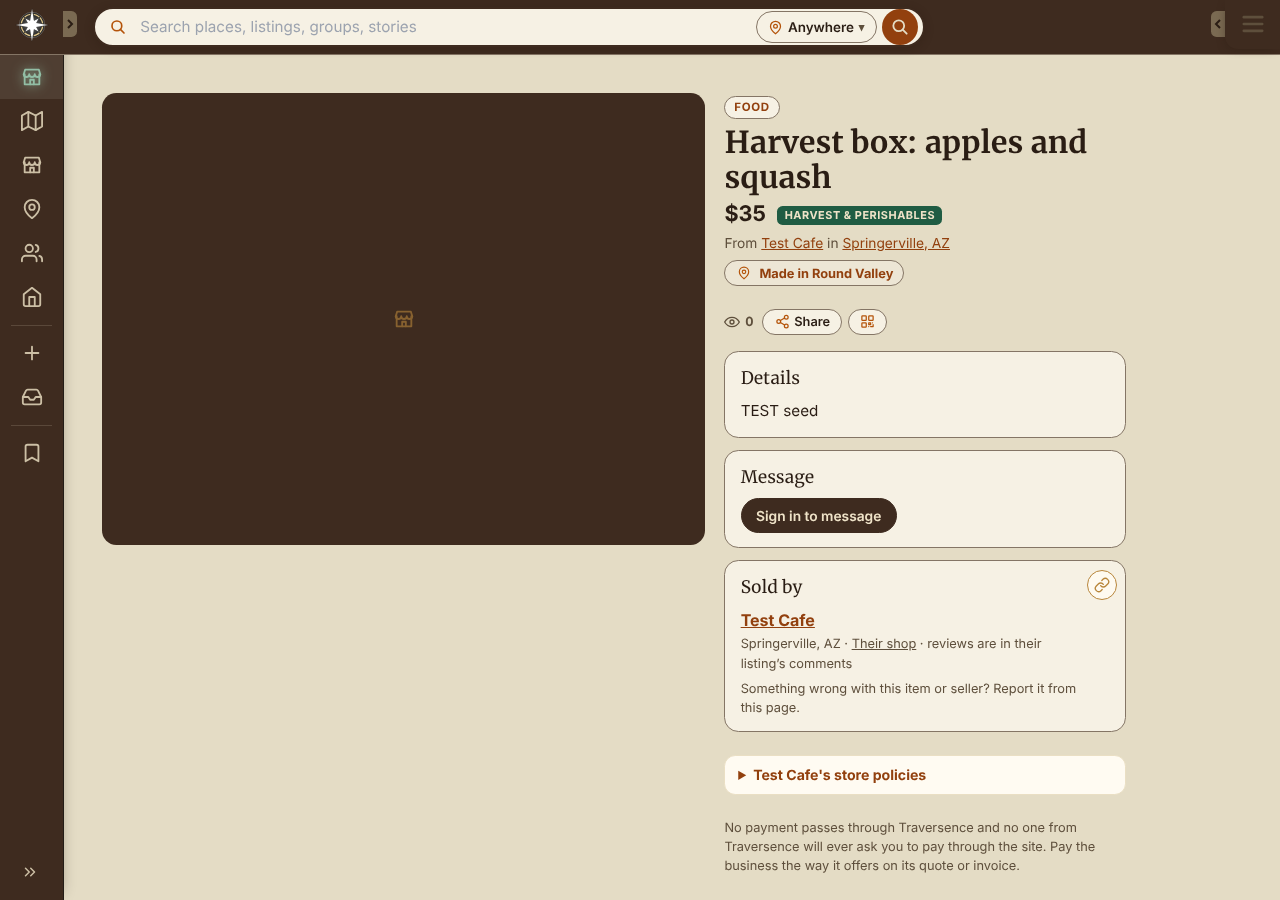 Search places, listings, groups, stories
Anywhere ▾
FOOD
Harvest box: apples and
squash
$35 HARVEST & PERISHABLES
From Test Cafe in Springerville, AZ
Made in Round Valley
0 Share
Details
TEST seed
Message
Sign in to message
Sold by
Test Cafe
Springerville, AZ · Their shop · reviews are in their
listing’s comments
Something wrong with this item or seller? Report it from
this page.
Test Cafe's store policies
No payment passes through Traversence and no one from
Traversence will ever ask you to pay through the site. Pay the
business the way it offers on its quote or invoice.